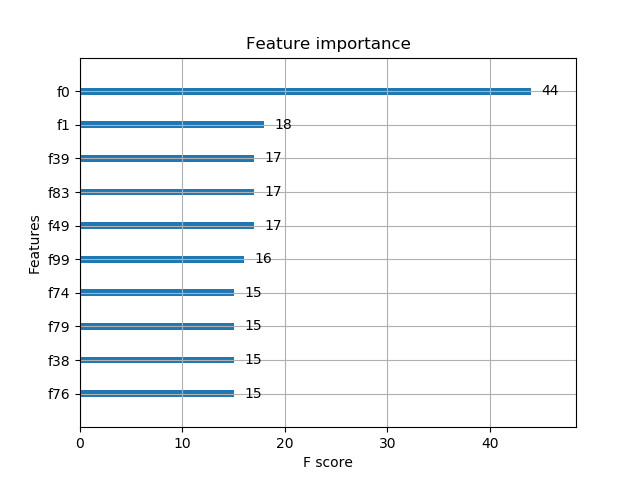 Feature importance
f0 44
f1 18
f39 17
f83 17
f49 17
f99 16
f74 15
f79 15
f38 15
f76 15
Features
0 10 20 30 40
F score